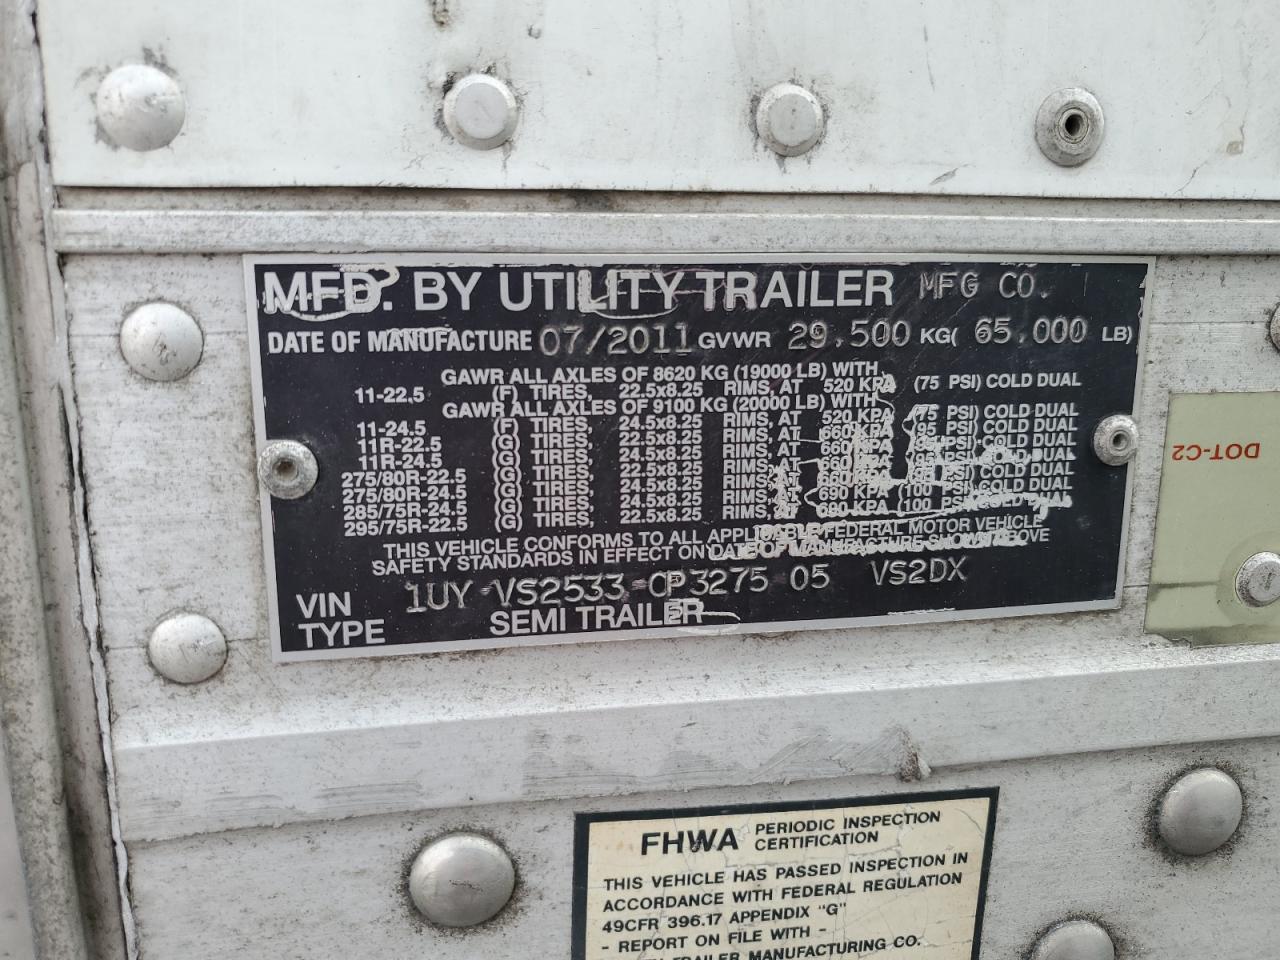 MFD. BY UTILITY TRAILER MFG CO.
DATE OF MANUFACTURE 07/2011 GVWR 29.500 KG( 65.000 LB)
GAWR ALL AXLES OF 8620 KG (19000 LB) WITH
11-22.5 (F) TIRES, 22.5x8.25 RIMS, AT 520 KPA (75 PSI) COLD DUAL
GAWR ALL AXLES OF 9100 KG (20000 LB) WITH
11-24.5 (F) TIRES, 24.5x8.25 RIMS, AT 520 KPA (75 PSI) COLD DUAL
11R-22.5 (G) TIRES, 22.5x8.25 RIMS, AT 660 KPA (95 PSI) COLD DUAL
11R-24.5 (G) TIRES, 24.5x8.25 RIMS, AT 660 KPA PSI) COLD DUAL
275/80R-22.5 (G) TIRES, 22.5x8.25 RIMS, AT 660 KPA COLD DUAL
275/80R-24.5 (G) TIRES, 24.5x8.25 RIMS, AT 660 KPA PSI) COLD DUAL
285/75R-24.5 (G) TIRES, 24.5x8.25 RIMS, AT 690 KPA (100 PSI) COLD DUAL
295/75R-22.5 (G) TIRES, 22.5x8.25 RIMS, AT 690 KPA (100 PSI) COLD DUAL
THIS VEHICLE CONFORMS TO ALL APPLICABLE FEDERAL MOTOR VEHICLE
SAFETY STANDARDS IN EFFECT ON DATE OF MANUFACTURE SHOWN ABOVE
VIN 1UY VS2533 CP3275 05 VS2DX
TYPE SEMI TRAILER
DOT-C2
FHWA PERIODIC INSPECTION
CERTIFICATION
THIS VEHICLE HAS PASSED INSPECTION IN
ACCORDANCE WITH FEDERAL REGULATION
49CFR 396.17 APPENDIX "G"
- REPORT ON FILE WITH -
TRAILER MANUFACTURING CO.